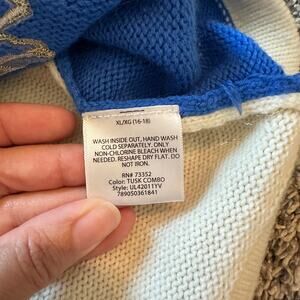 XL/XG (16-18)
WASH INSIDE OUT, HAND WASH
COLD SEPARATELY. ONLY
NON-CHLORINE BLEACH WHEN
NEEDED. RESHAPE DRY FLAT. DO
NOT IRON.
RN# 73352
Color: TUSK COMBO
Style: UL42011YV
789050361841